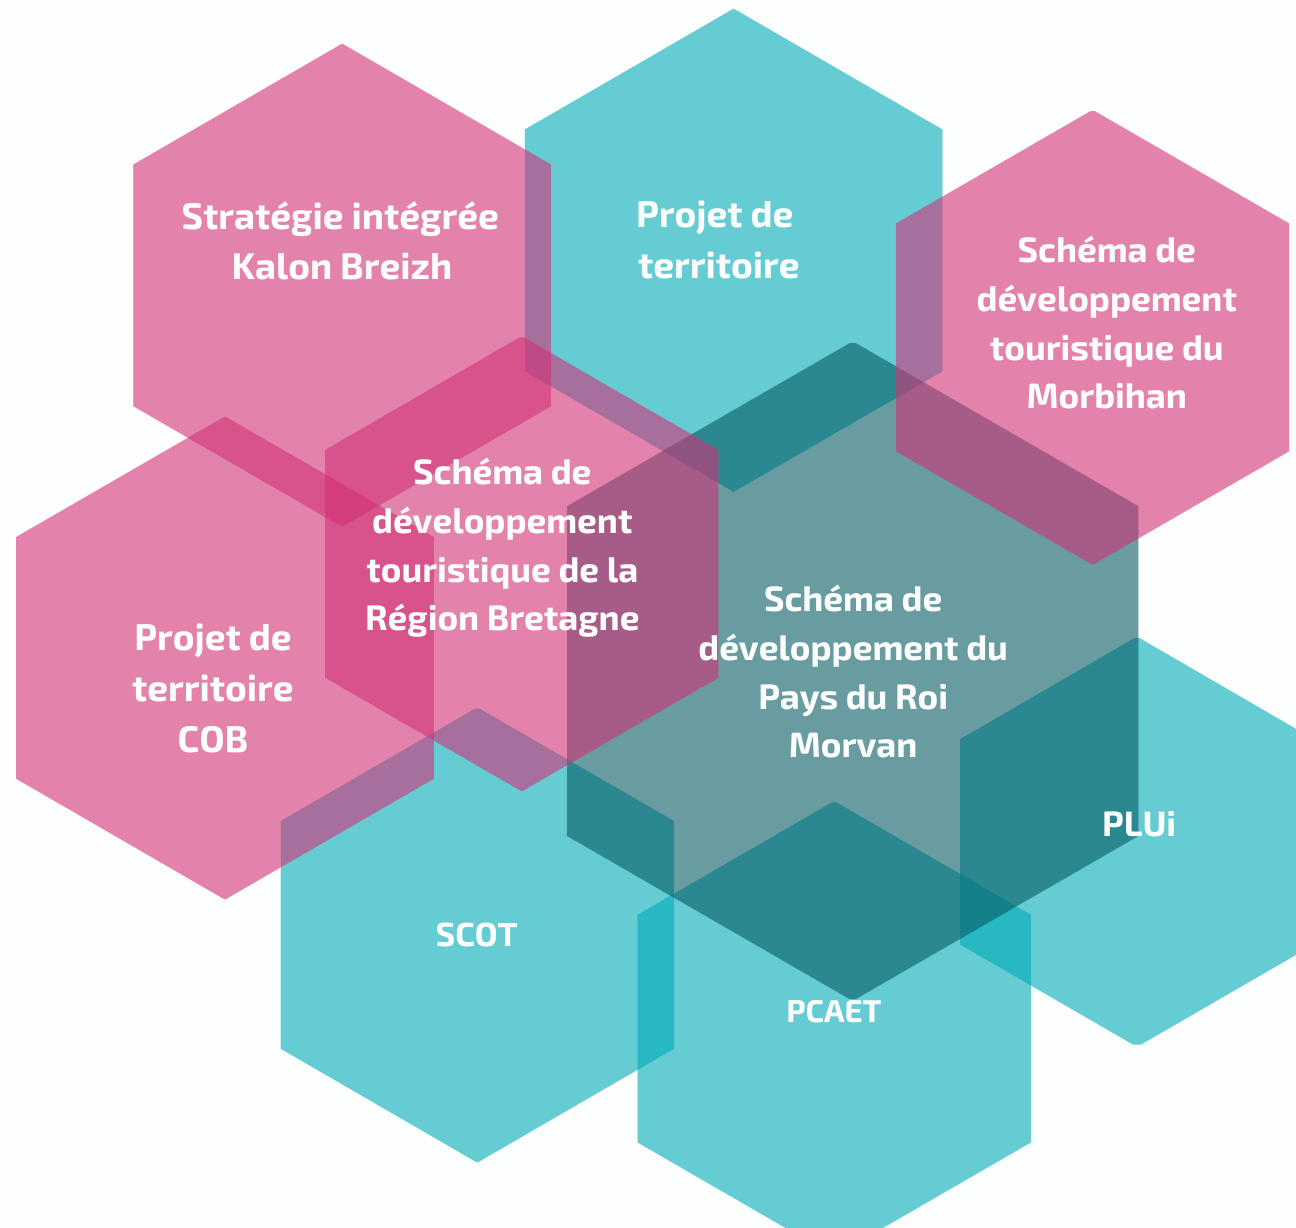 Stratégie intégrée
Kalon Breizh
Projet de
territoire
Schéma de
développement
touristique du
Morbihan
Schéma de
développement
touristique de la
Région Bretagne
Projet de
territoire
COB
Schéma de
développement du
Pays du Roi
Morvan
PLUi
SCOT
PCAET